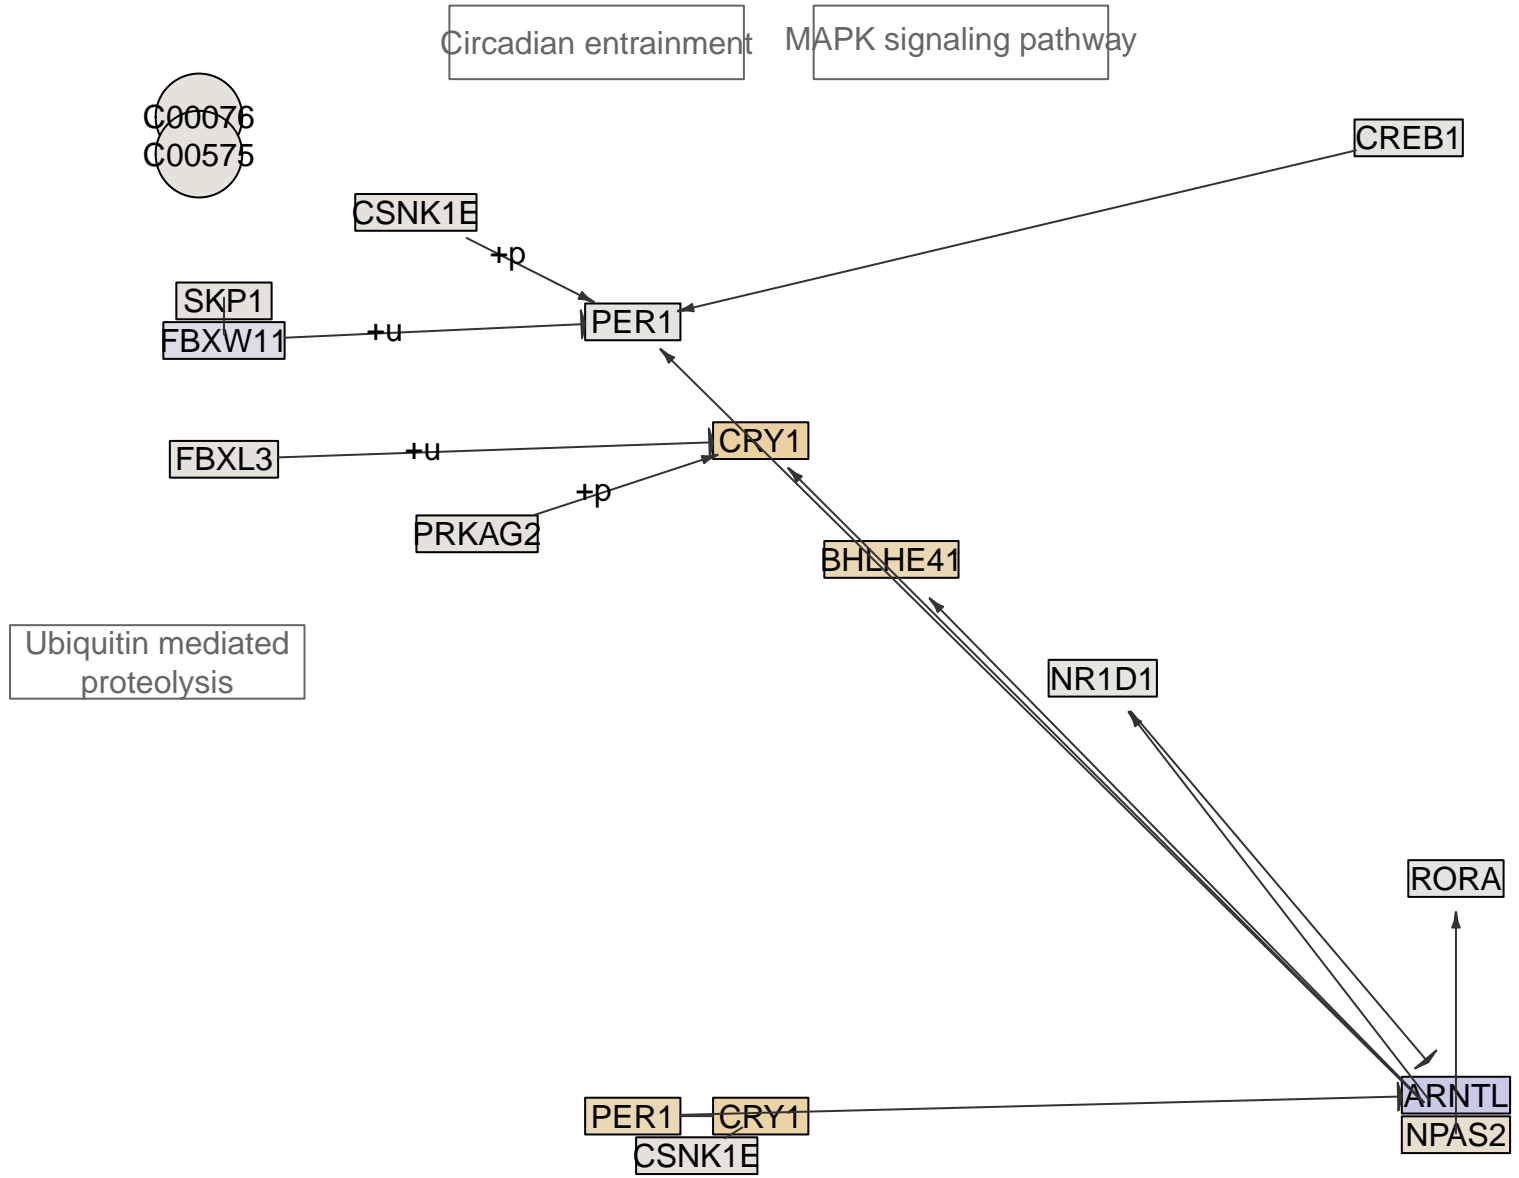 Circadian entrainment
MAPK signaling pathway
C00076
C00575
CREB1
CSNK1E
+p
SKP1
FBXW11
+u
PER1
FBXL3
+u
CRY1
+p
PRKAG2
BHLHE41
Ubiquitin mediated
proteolysis
NR1D1
RORA
ARNTL
NPAS2
PER1
CRY1
CSNK1E